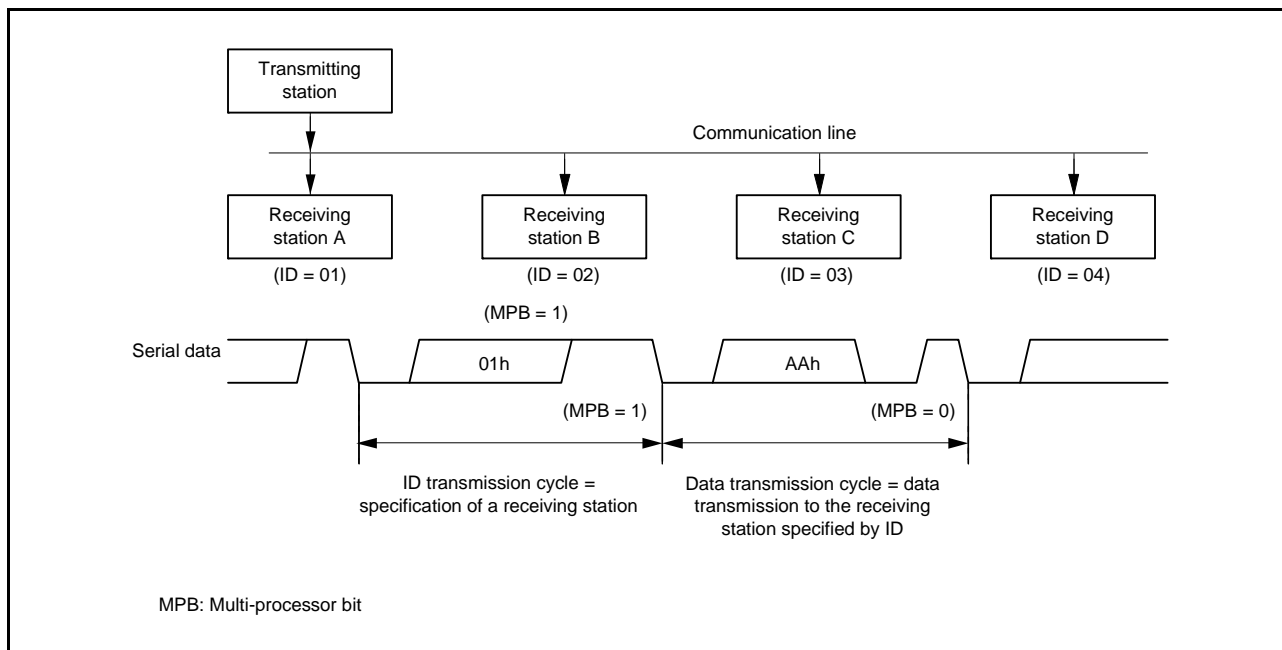 Transmitting
station
Communication line
Receiving
station A
Receiving
station B
Receiving
station C
Receiving
station D
(ID = 01)
(ID = 02)
(ID = 03)
(ID = 04)
(MPB = 1)
Serial data
01h
AAh
(MPB = 1)
(MPB = 0)
ID transmission cycle =
specification of a receiving station
Data transmission cycle = data
transmission to the receiving
station specified by ID
MPB: Multi-processor bit